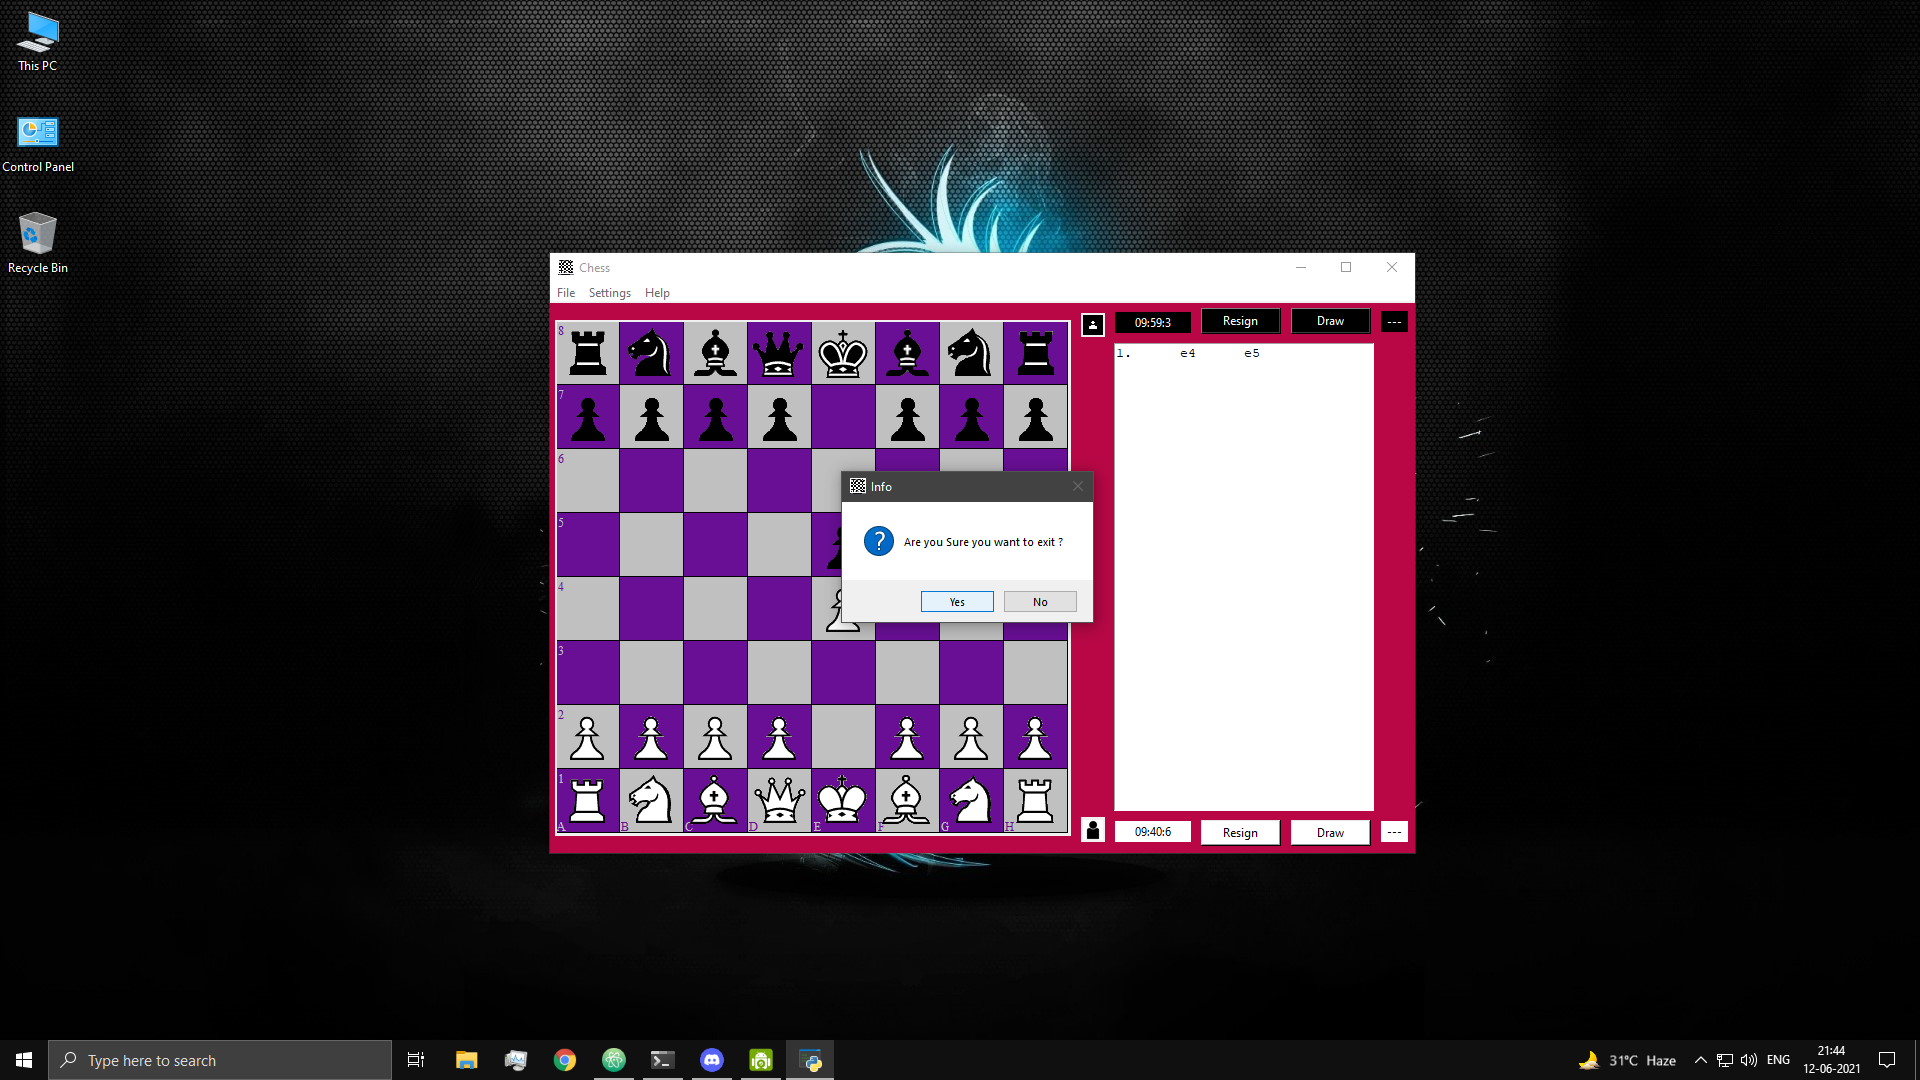 This PC
Control Panel
Recycle Bin
Chess
File Settings Help
09:59:3 Resign Draw ---
1. e4 e5
8
7
6
5
4
3
2
1
A B C D E F G H
Info
Are you Sure you want to exit ?
Yes No
09:40:6 Resign Draw ---
Type here to search
31°C Haze
ENG
21:44
12-06-2021